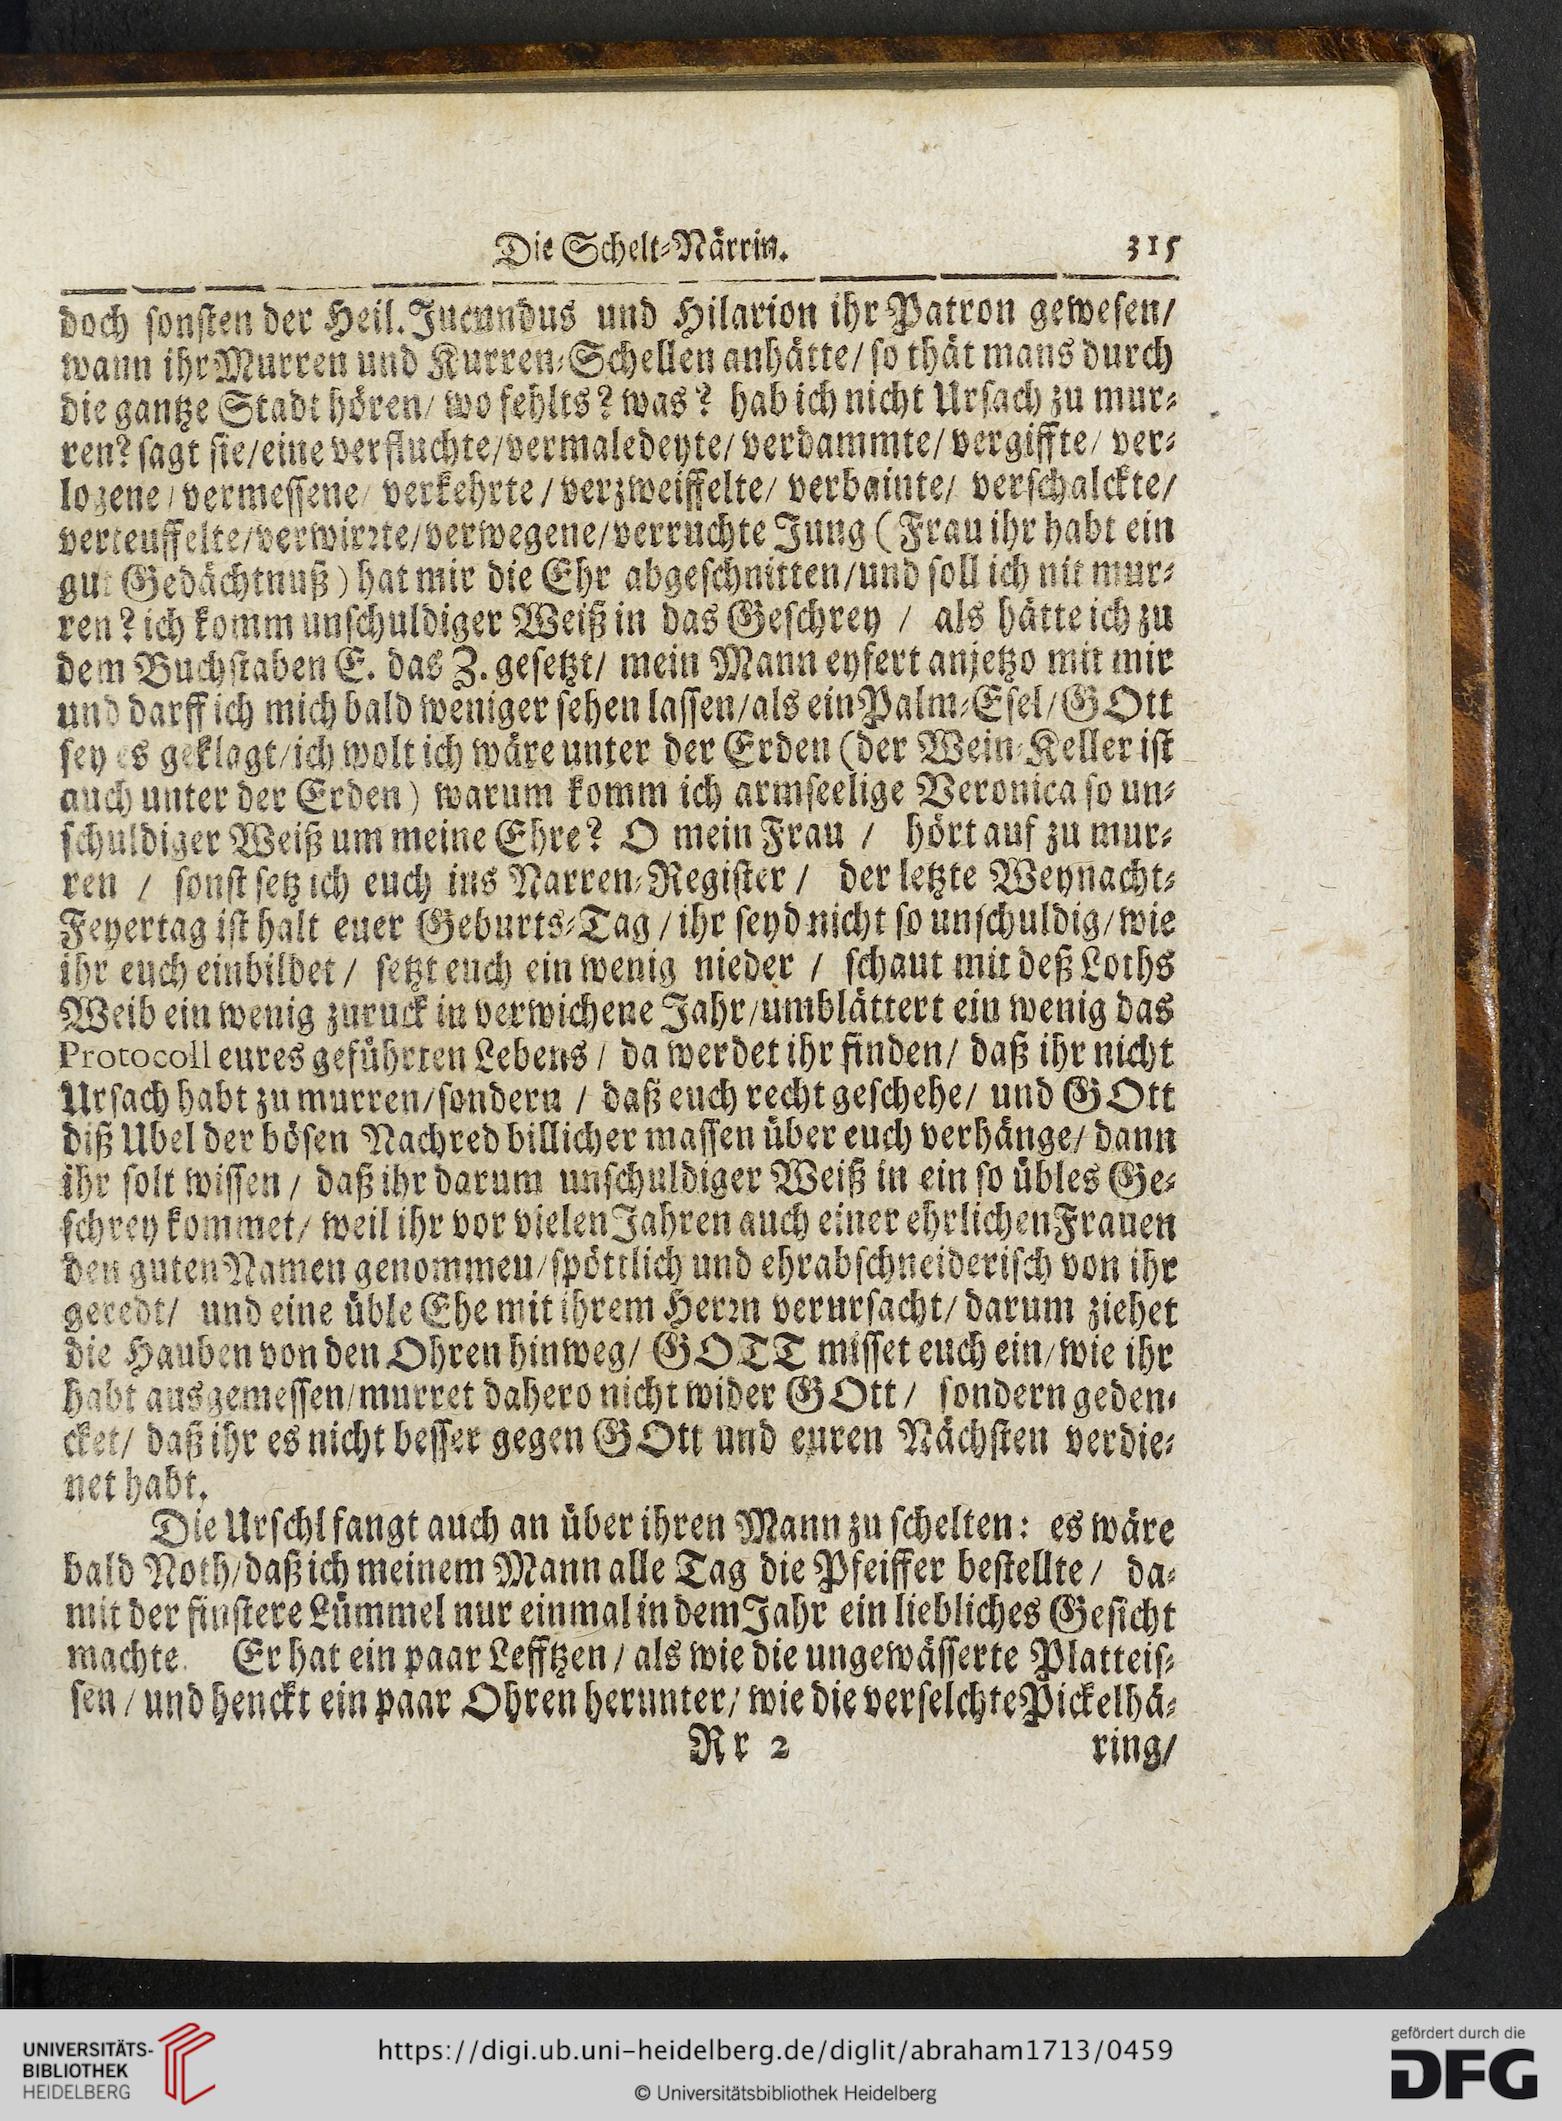 Die Schelt-Närrin. 315
doch sonsten der Heil. Jucundus und Hilarion ihr Patron gewesen/
wann ihr Murren und Kurren-Schellen anhätte/ so thät mans durch
die gantze Stadt hören/ wo fehlts? was? hab ich nicht Ursach zu mur-
ren? sagt sie/ eine verfluchte/ vermaledeyte/ verdammte/ vergiffte/ ver-
logene/ vermessene/ verkehrte/ verzweiffelte/ verbainte/ verschalckte/
verteuffelte/ verwirrte/ verwegene/ verruchte Jung (Frau ihr habt ein
gut Gedächtnuß) hat mir die Ehr abgeschnitten/ und soll ich nit mur-
ren? ich komm unschuldiger Weiß in das Geschrey / als hätte ich zu
dem Buchstaben E. das Z. gesetzt/ mein Mann eyfert anjetzo mit mir
und darff ich mich bald weniger sehen lassen/ als ein Palm-Esel/ GOtt
sey es geklagt/ ich wolt ich wäre unter der Erden (der Wein-Keller ist
auch unter der Erden) warum komm ich armseelige Veronica so un-
schuldiger Weiß um meine Ehre? O mein Frau / hört auf zu mur-
ren / sonst setz ich euch ins Narren-Register / der letzte Weynacht-
Feyertag ist halt euer Geburts-Tag / ihr seyd nicht so unschuldig/ wie
ihr euch einbildet / setzt euch ein wenig nieder / schaut mit deß Loths
Weib ein wenig zuruck in verwichene Jahr/ umblättert ein wenig das
Protocoll eures geführten Lebens / da werdet ihr finden/ daß ihr nicht
Ursach habt zu murren/ sondern / daß euch recht geschehe/ und GOtt
diß Ubel der bösen Nachred billicher massen über euch verhänge/ dann
ihr solt wissen / daß ihr darum unschuldiger Weiß in ein so übles Ge-
schrey kommet/ weil ihr vor vielen Jahren auch einer ehrlichen Frauen
den guten Namen genommen/ spöttlich und ehrabschneiderisch von ihr
geredt/ und eine üble Ehe mit ihrem Herrn verursacht/ darum ziehet
die Hauben von den Ohren hinweg/ GOTT misset euch ein/ wie ihr
habt ausgemessen/ murret dahero nicht wider GOtt / sondern geden-
cket/ daß ihr es nicht besser gegen GOtt und euren Nächsten verdie-
net habt.
Die Urschl fangt auch an über ihren Mann zu schelten: es wäre
bald Noth/ daß ich meinem Mann alle Tag die Pfeiffer bestellte / da-
mit der finstere Lümmel nur einmal in dem Jahr ein liebliches Gesicht
machte. Er hat ein paar Lefftzen / als wie die ungewässerte Platteis-
sen / und henckt ein paar Ohren herunter/ wie die verselchte Pickelhä-
Rr 2 ring/
UNIVERSITÄTS-
BIBLIOTHEK
HEIDELBERG
https://digi.ub.uni-heidelberg.de/diglit/abraham1713/0459
© Universitätsbibliothek Heidelberg
gefördert durch die
DFG